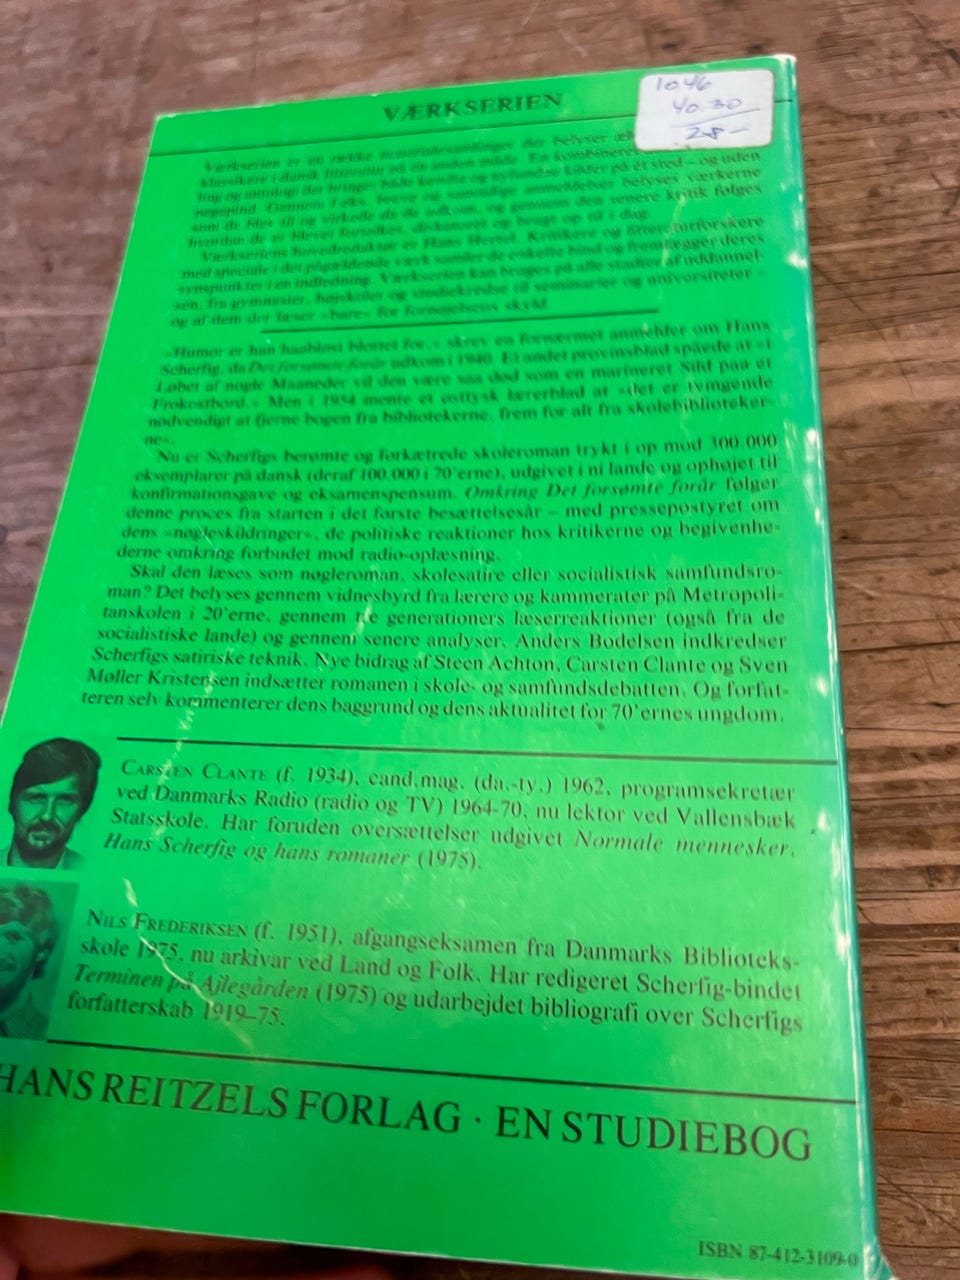 VÆRKSERIEN
1046
40.30
28-
Værkserien er en række materialesamlinger der belyser
klassikere i dansk litteratur på en anden måde. En kombineret
ling og antologi der bringer både kendte og nyfundne kilder på ét sted – og uden
pegepind. Gennem f.eks. breve og samtidige anmeldelser belyses værkerne
som de blev til og virkede da de udkom, og gennem den senere kritik følges
hvordan de er blevet fortolket, diskuteret og brugt op til i dag.
Værkseriens hovedredaktør er Hans Hertel. Kritikere og litteraturforskere
med speciale i det pågældende værk samler de enkelte bind og fremlægger deres
synspunkter i en indledning. Værkserien kan bruges på alle stadier af uddannel-
sen, fra gymnasier, højskoler og studiekredse til seminarier og universiteter –
og af dem der læser »bare« for fornøjelsens skyld.
»Humor er han haabløst blottet for,« skrev en fornærmet anmelder om Hans
Scherfig, da Det forsømte forår udkom i 1940. Et andet provinsblad spåede at »i
Løbet af nogle Maaneder vil den være saa død som en marineret Sild paa et
Frokostbord.« Men i 1954 mente et østtysk lærerblad at »det er tvingende
nødvendigt at fjerne bogen fra bibliotekerne, frem for alt fra skolebiblioteker-
ne«.
Nu er Scherfigs berømte og forkætrede skoleroman trykt i op mod 300.000
eksemplarer på dansk (deraf 100.000 i 70'erne), udgivet i ni lande og ophøjet til
konfirmationsgave og eksamenspensum. Omkring Det forsømte forår følger
denne proces fra starten i det første besættelsesår – med pressepostyret om
dens »nøgleskildringer«, de politiske reaktioner hos kritikerne og begivenhe-
derne omkring forbudet mod radio-oplæsning.
Skal den læses som nøgleroman, skolesatire eller socialistisk samfundsro-
man? Det belyses gennem vidnesbyrd fra lærere og kammerater på Metropoli-
tanskolen i 20'erne, gennem tre generationers læserreaktioner (også fra de
socialistiske lande) og gennem senere analyser. Anders Bodelsen indkredser
Scherfigs satiriske teknik. Nye bidrag af Steen Achton, Carsten Clante og Sven
Møller Kristensen indsætter romanen i skole- og samfundsdebatten. Og forfat-
teren selv kommenterer dens baggrund og dens aktualitet for 70'ernes ungdom.
CARSTEN CLANTE (f. 1934), cand.mag. (da.-ty.) 1962, programsekretær
ved Danmarks Radio (radio og TV) 1964-70, nu lektor ved Vallensbæk
Statsskole. Har foruden oversættelser udgivet Normale mennesker.
Hans Scherfig og hans romaner (1975).
NILS FREDERIKSEN (f. 1951), afgangseksamen fra Danmarks Biblioteks-
skole 1975, nu arkivar ved Land og Folk. Har redigeret Scherfig-bindet
Terminen på Ajlegården (1975) og udarbejdet bibliografi over Scherfigs
forfatterskab 1919–75.
HANS REITZELS FORLAG · EN STUDIEBOG
ISBN 87-412-3109-0